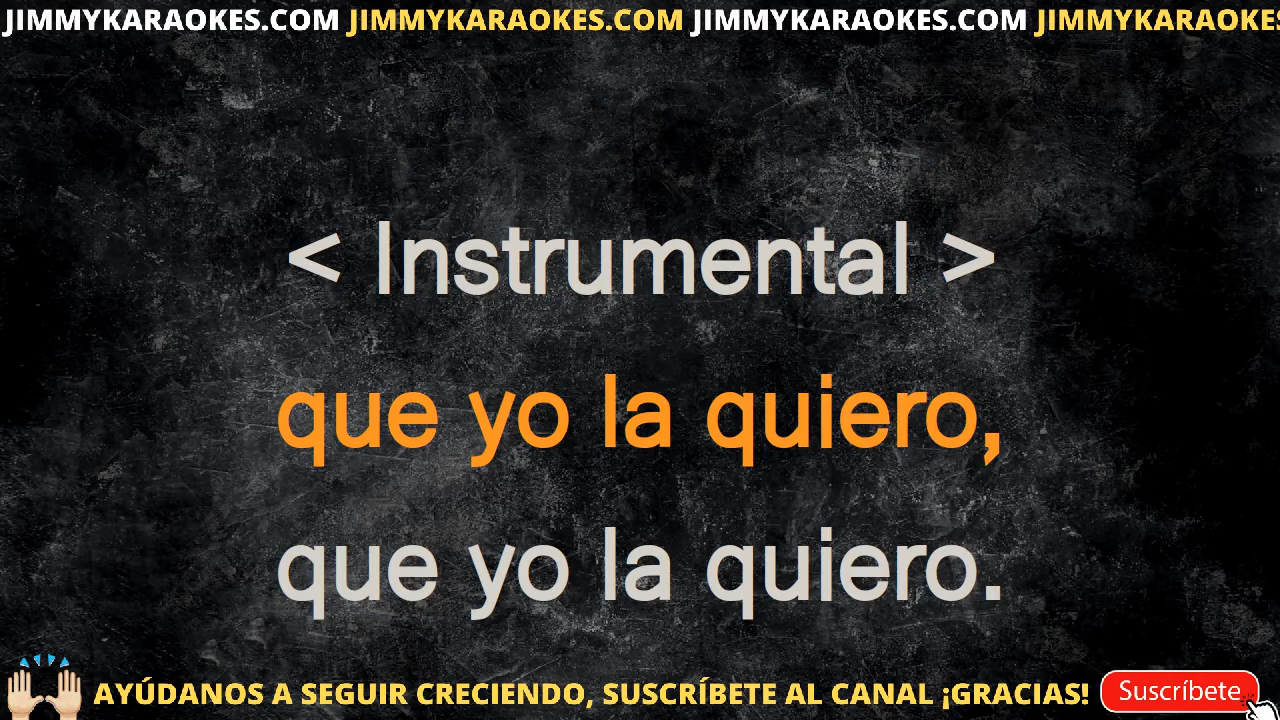 JIMMYKARAOKES.COM JIMMYKARAOKES.COM JIMMYKARAOKES.COM JIMMYKARAOKES
< Instrumental >
que yo la quiero,
que yo la quiero.
AYÚDANOS A SEGUIR CRECIENDO, SUSCRÍBETE AL CANAL ¡GRACIAS! Suscríbete